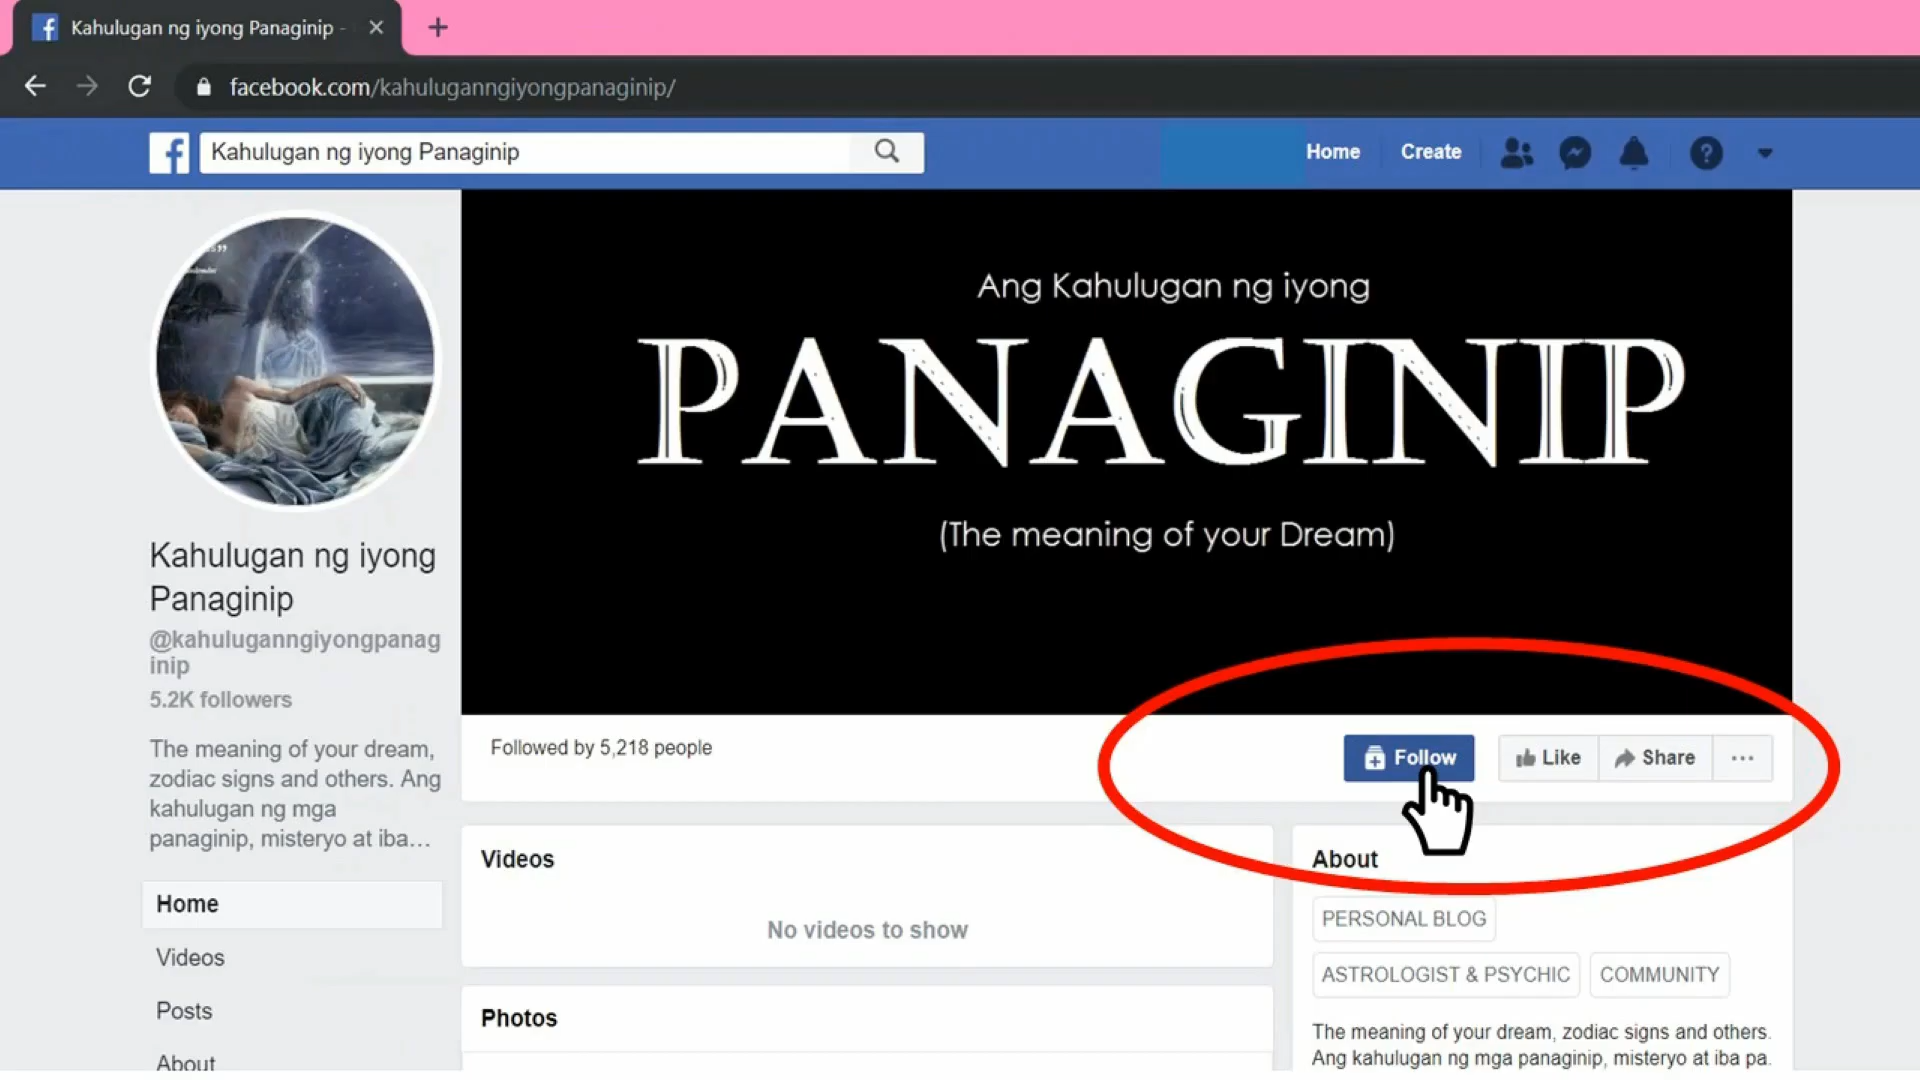 Kahulugan ng iyong Panaginip -
facebook.com/kahuluganngiyongpanaginip/
Kahulugan ng iyong Panaginip
Home
Create
Ang Kahulugan ng iyong
PANAGINIP
(The meaning of your Dream)
Kahulugan ng iyong
Panaginip
@kahuluganngiyongpanag
inip
5.2K followers
The meaning of your dream,
zodiac signs and others. Ang
kahulugan ng mga
panaginip, misteryo at iba...
Home
Videos
Posts
About
Followed by 5,218 people
Follow
Like
Share
Videos
No videos to show
Photos
About
PERSONAL BLOG
ASTROLOGIST & PSYCHIC
COMMUNITY
The meaning of your dream, zodiac signs and others.
Ang kahulugan ng mga panaginip, misteryo at iba pa.